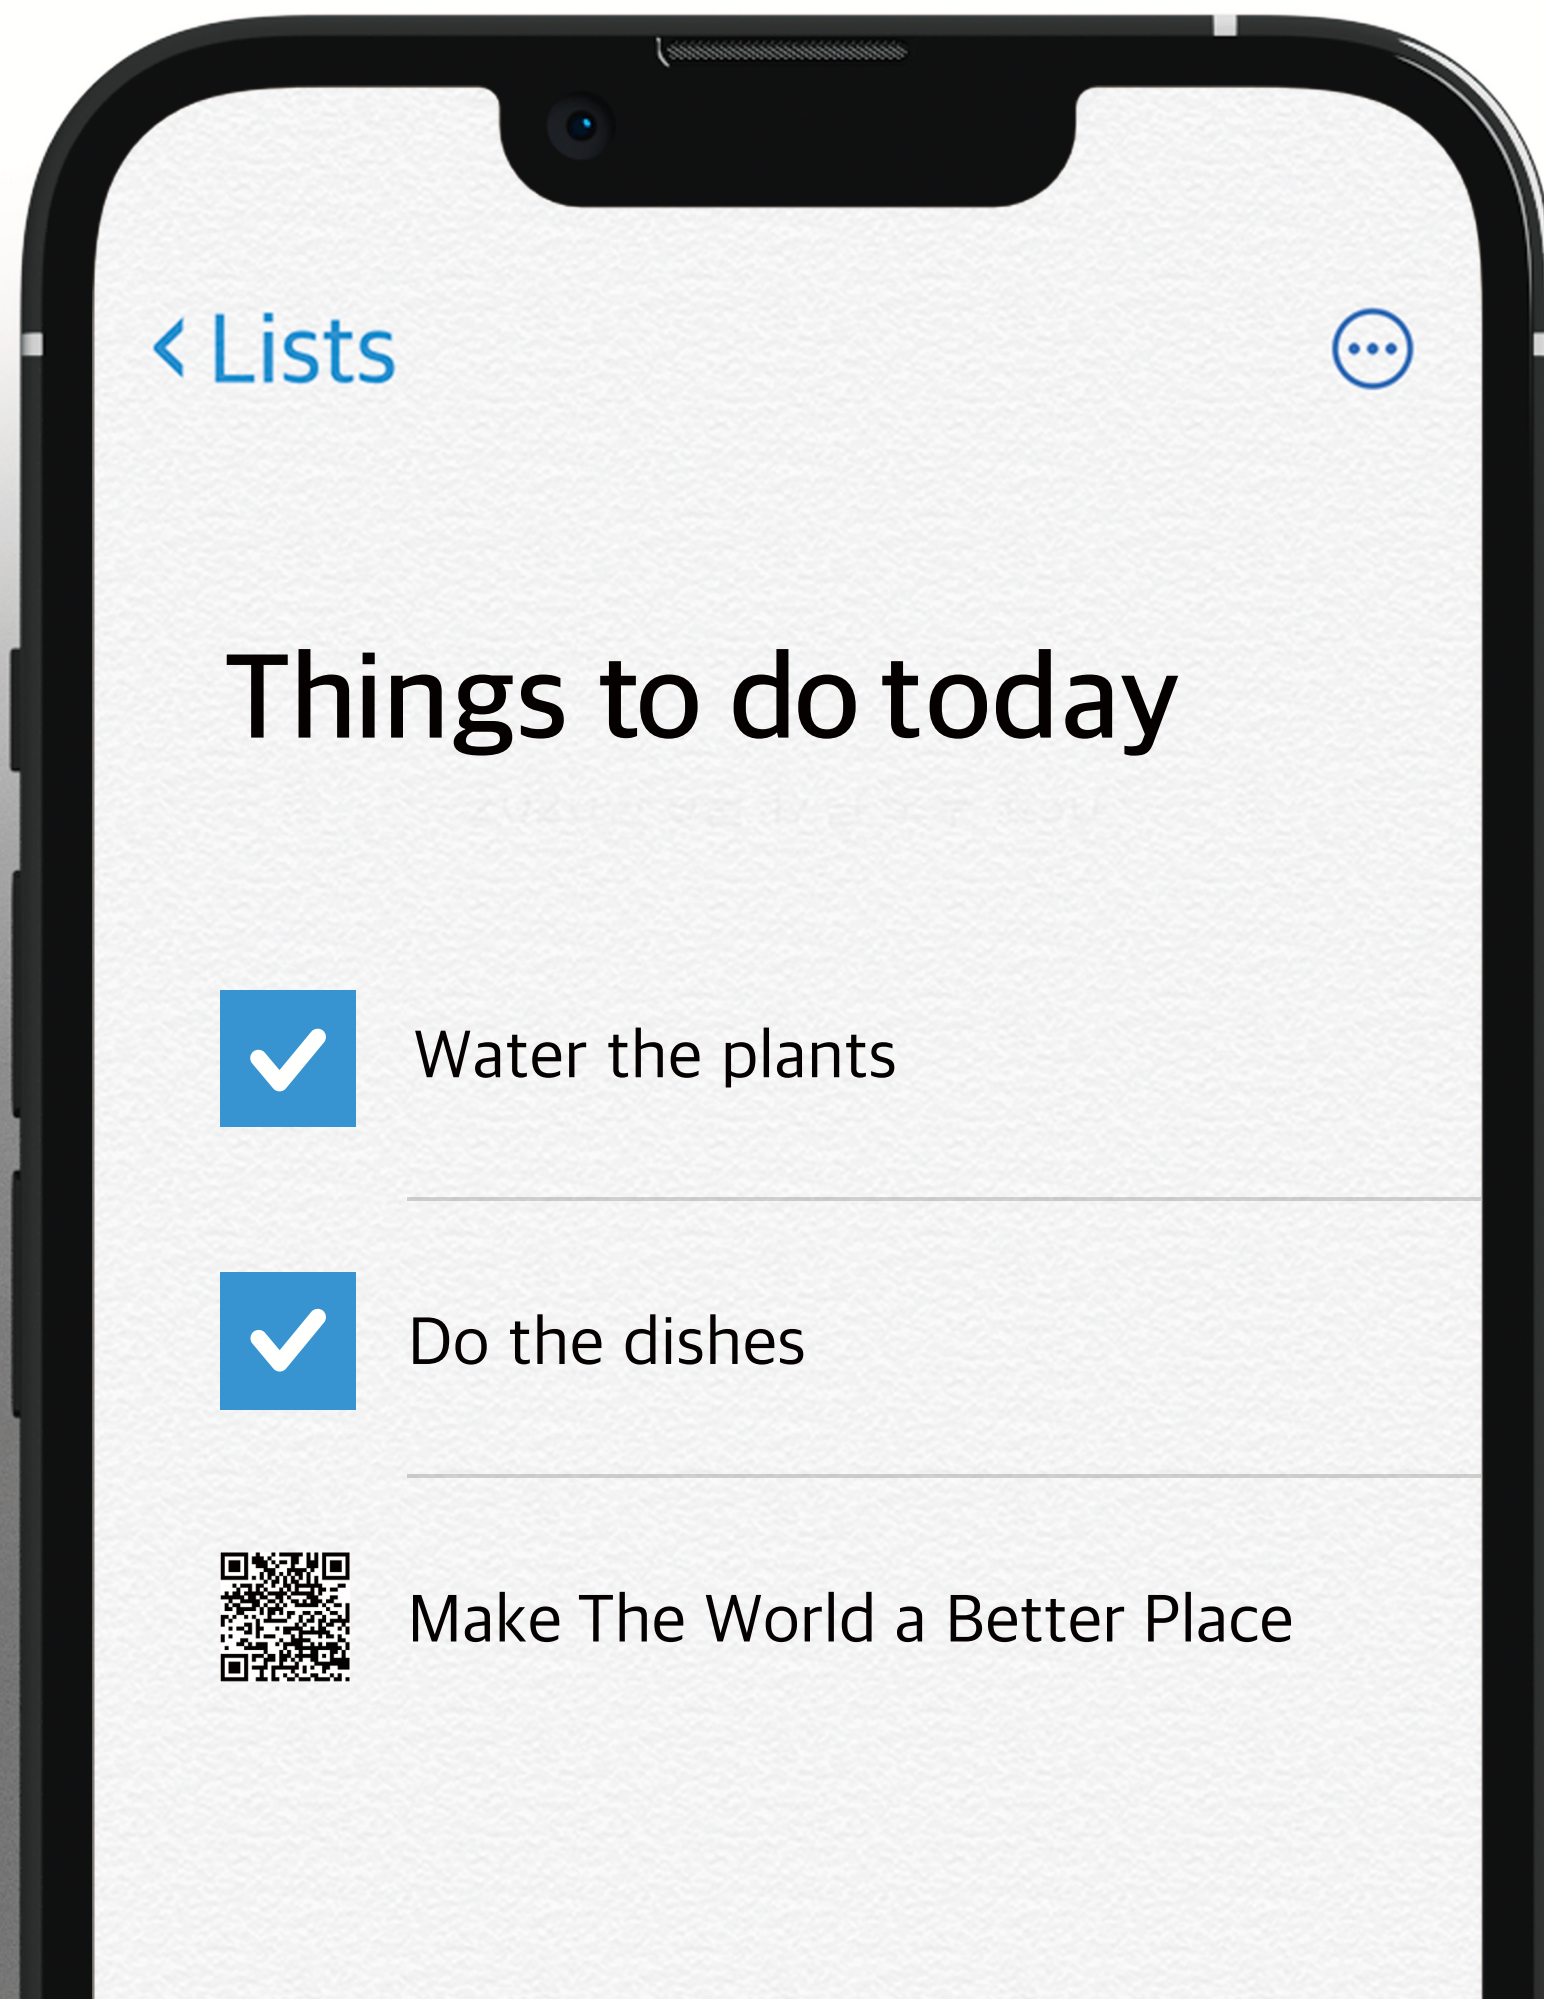 Lists
Things to do today
Water the plants
Do the dishes
Make The World a Better Place